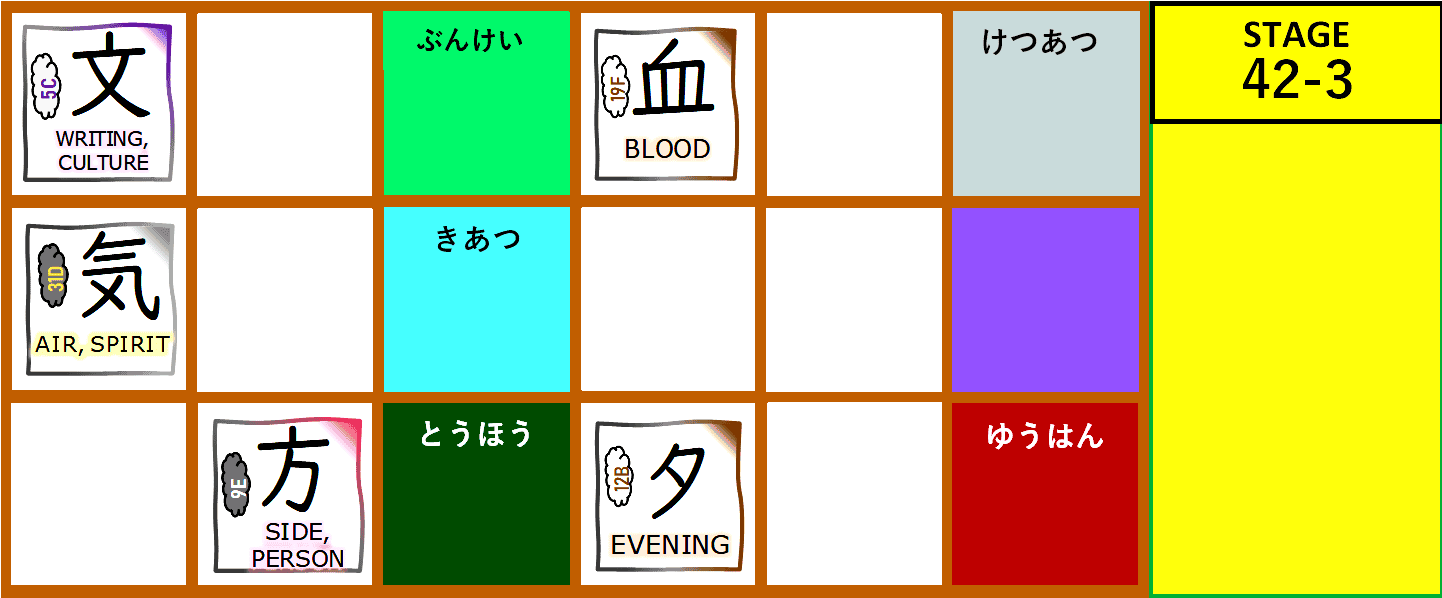 5C
文
WRITING,
CULTURE
ぶんけい
19F
血
BLOOD
けつあつ
STAGE
42-3
31D
気
AIR, SPIRIT
きあつ
9E
方
SIDE,
PERSON
とうほう
12B
夕
EVENING
ゆうはん